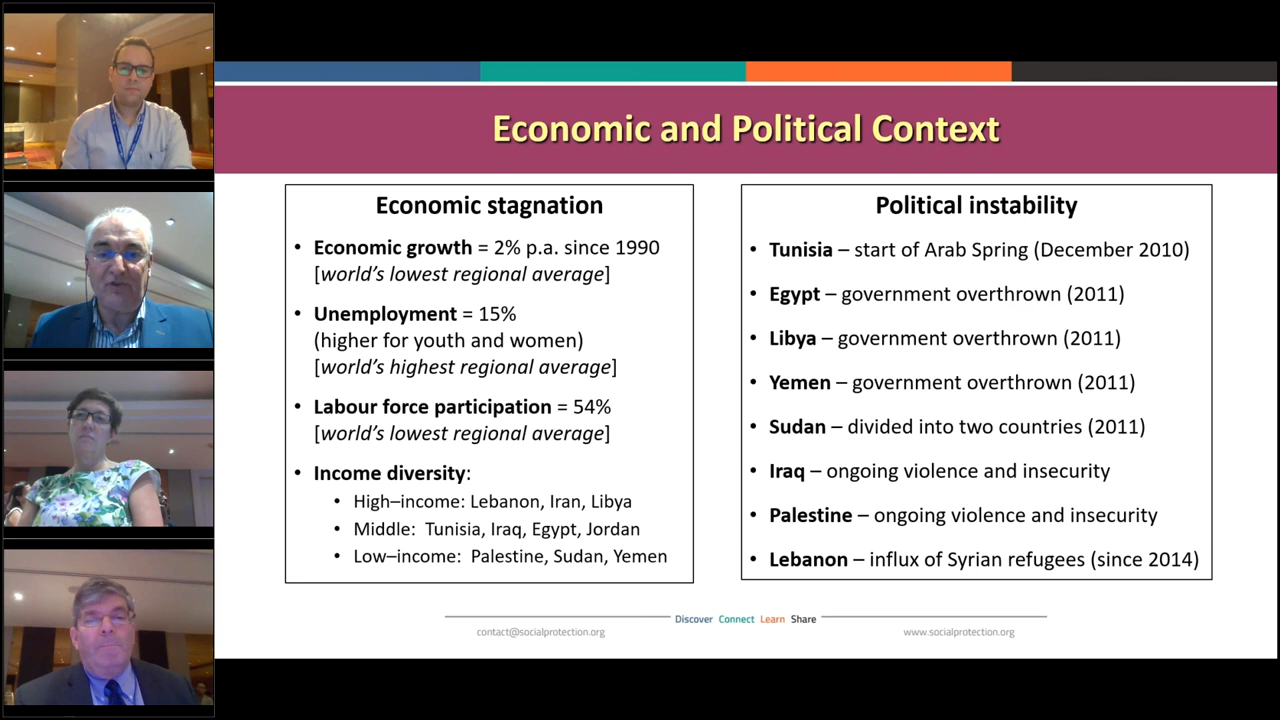 Economic and Political Context
Economic stagnation
• Economic growth = 2% p.a. since 1990
[world's lowest regional average]
• Unemployment = 15%
(higher for youth and women)
[world's highest regional average]
• Labour force participation = 54%
[world's lowest regional average]
• Income diversity:
• High–income: Lebanon, Iran, Libya
• Middle: Tunisia, Iraq, Egypt, Jordan
• Low–income: Palestine, Sudan, Yemen
Political instability
• Tunisia – start of Arab Spring (December 2010)
• Egypt – government overthrown (2011)
• Libya – government overthrown (2011)
• Yemen – government overthrown (2011)
• Sudan – divided into two countries (2011)
• Iraq – ongoing violence and insecurity
• Palestine – ongoing violence and insecurity
• Lebanon – influx of Syrian refugees (since 2014)
Discover Connect Learn Share
contact@socialprotection.org
www.socialprotection.org